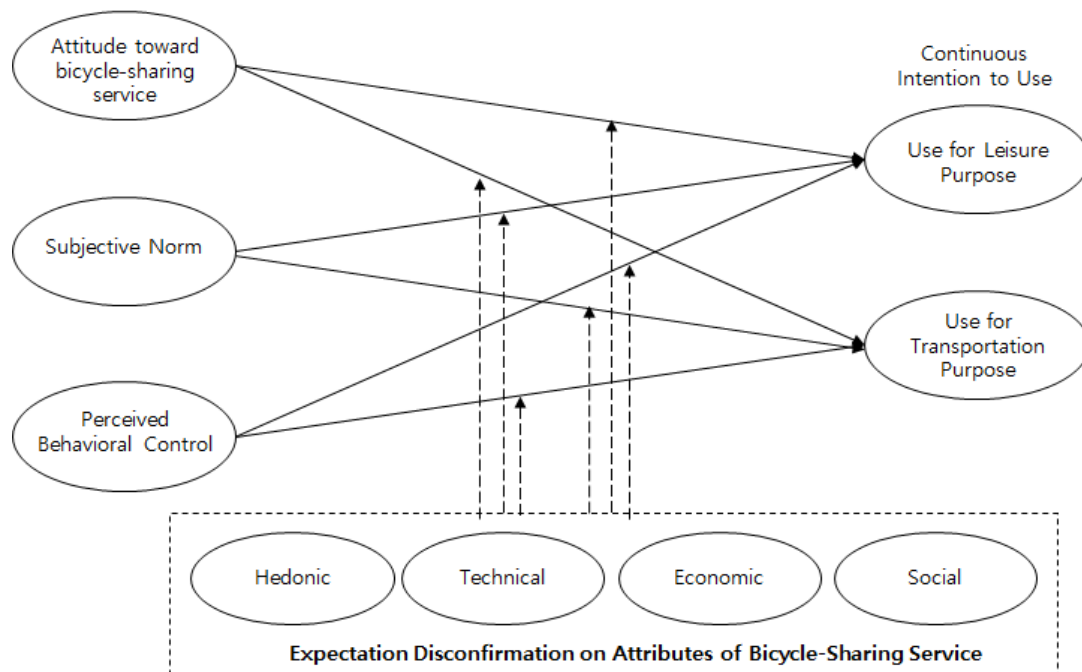 Attitude toward
bicycle-sharing
service
Continuous
Intention to Use
Use for Leisure
Purpose
Subjective Norm
Use for
Transportation
Purpose
Perceived
Behavioral Control
Hedonic
Technical
Economic
Social
Expectation Disconfirmation on Attributes of Bicycle-Sharing Service